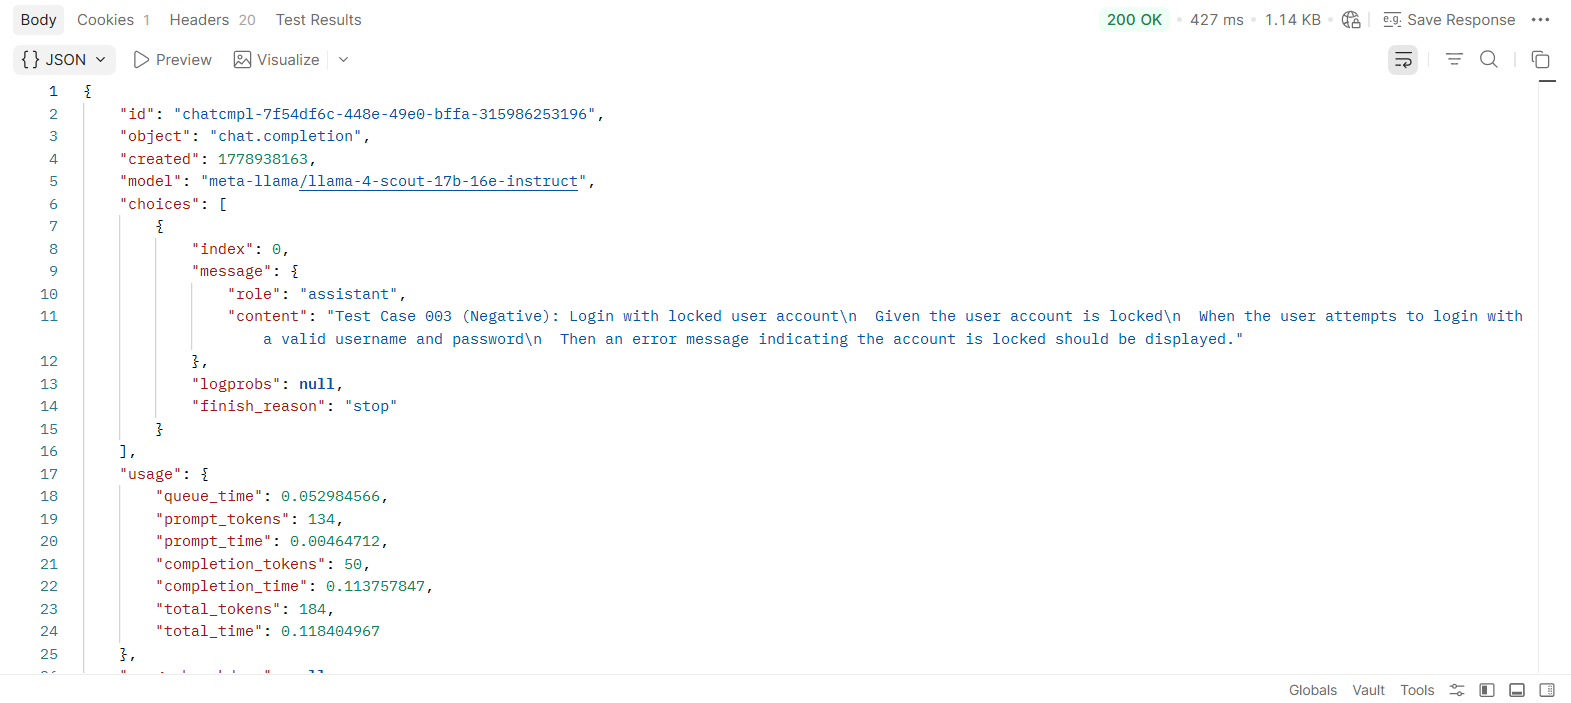 Body Cookies 1 Headers 20 Test Results 200 OK 427 ms 1.14 KB e.g. Save Response
{} JSON Preview Visualize
1 {
2 "id": "chatcmpl-7f54df6c-448e-49e0-bffa-315986253196",
3 "object": "chat.completion",
4 "created": 1778938163,
5 "model": "meta-llama/llama-4-scout-17b-16e-instruct",
6 "choices": [
7 {
8 "index": 0,
9 "message": {
10 "role": "assistant",
11 "content": "Test Case 003 (Negative): Login with locked user account\n  Given the user account is locked\n  When the user attempts to login with
a valid username and password\n  Then an error message indicating the account is locked should be displayed."
12 },
13 "logprobs": null,
14 "finish_reason": "stop"
15 }
16 ],
17 "usage": {
18 "queue_time": 0.052984566,
19 "prompt_tokens": 134,
20 "prompt_time": 0.00464712,
21 "completion_tokens": 50,
22 "completion_time": 0.113757847,
23 "total_tokens": 184,
24 "total_time": 0.118404967
25 },
Globals Vault Tools